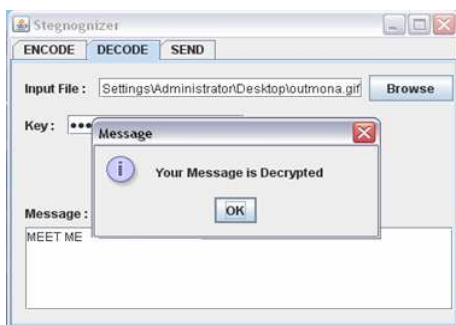 Stegnognizer
ENCODE DECODE SEND
Input File : Settings\Administrator\Desktop\outmona.gif Browse
Key : •••
Message
i Your Message is Decrypted
OK
Message :
MEET ME